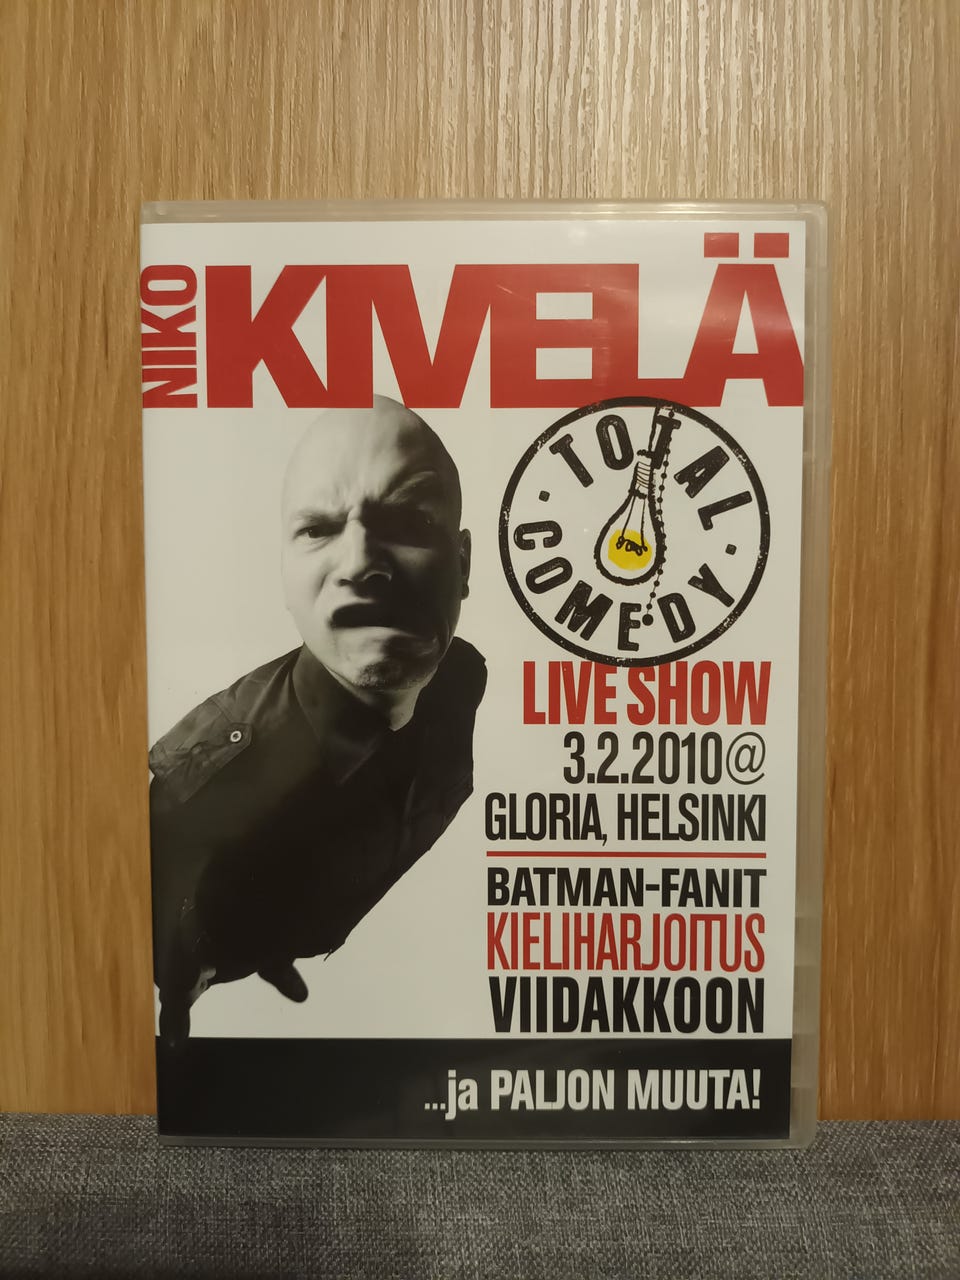 NIKO
KIVELÄ
TOTAL
COMEDY
LIVE SHOW
3.2.2010@
GLORIA, HELSINKI
BATMAN-FANIT
KIELIHARJOITUS
VIIDAKKOON
...ja PALJON MUUTA!